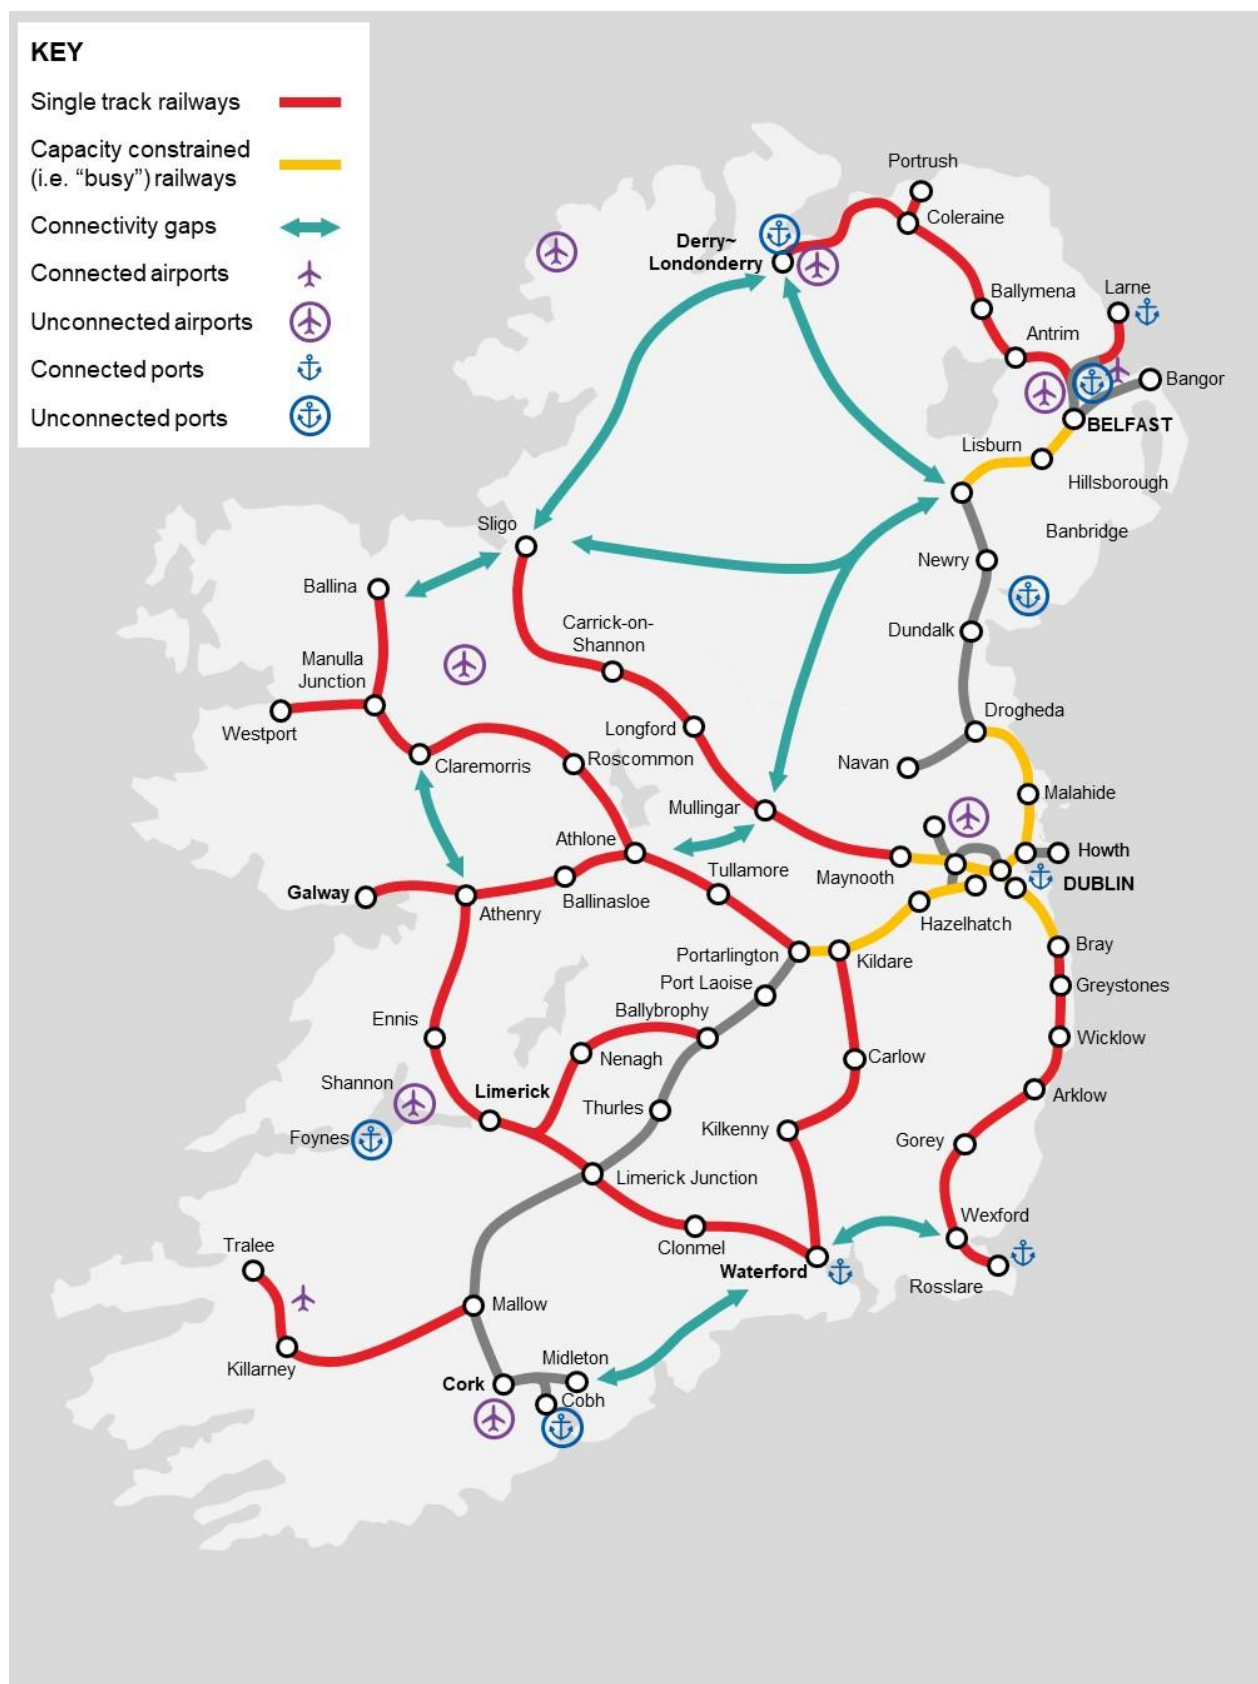 KEY
Single track railways
Capacity constrained
(i.e. “busy”) railways
Connectivity gaps
Connected airports
Unconnected airports
Connected ports
Unconnected ports
Portrush
Coleraine
Derry~
Londonderry
Ballymena
Larne
Antrim
Bangor
BELFAST
Lisburn
Hillsborough
Sligo
Banbridge
Newry
Ballina
Carrick-on-
Shannon
Dundalk
Manulla
Junction
Westport
Longford
Drogheda
Claremorris
Roscommon
Navan
Malahide
Mullingar
Athlone
Howth
Maynooth
Tullamore
DUBLIN
Galway
Athenry
Ballinasloe
Hazelhatch
Portarlington
Kildare
Bray
Port Laoise
Greystones
Ballybrophy
Ennis
Wicklow
Nenagh
Carlow
Shannon
Limerick
Arklow
Thurles
Foynes
Kilkenny
Gorey
Limerick Junction
Wexford
Tralee
Clonmel
Waterford
Rosslare
Mallow
Killarney
Midleton
Cork
Cobh